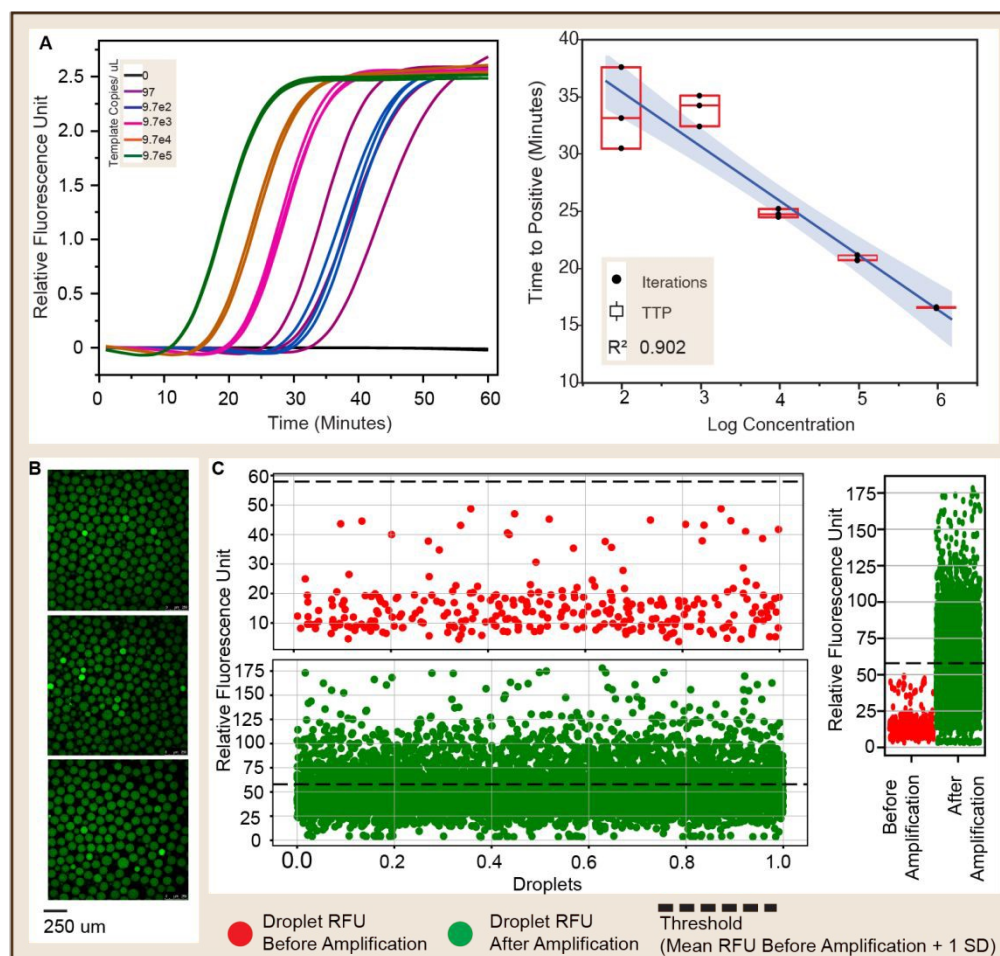 A
Relative Fluorescence Unit
2.5
2.0
1.5
1.0
0.5
0
0
10
20
30
40
50
60
Time (Minutes)
Template Copies/ uL
0
97
9.7e2
9.7e3
9.7e4
9.7e5
Time to Positive (Minutes)
40
35
30
25
20
15
10
2
3
4
5
6
Log Concentration
Iterions
TTP
R² 0.902
B
250 um
C
Relative Fluorescence Unit
60
50
40
30
20
10
175
150
125
100
75
50
25
0
0.0
0.2
0.4
0.6
0.8
1.0
Droplets
Relative Fluorescence Unit
175
150
125
100
75
50
25
0
Before
Amplification
After
Amplification
Droplet RFU
Before Amplification
Droplet RFU
After Amplification
Threshold
(Mean RFU Before Amplification + 1 SD)